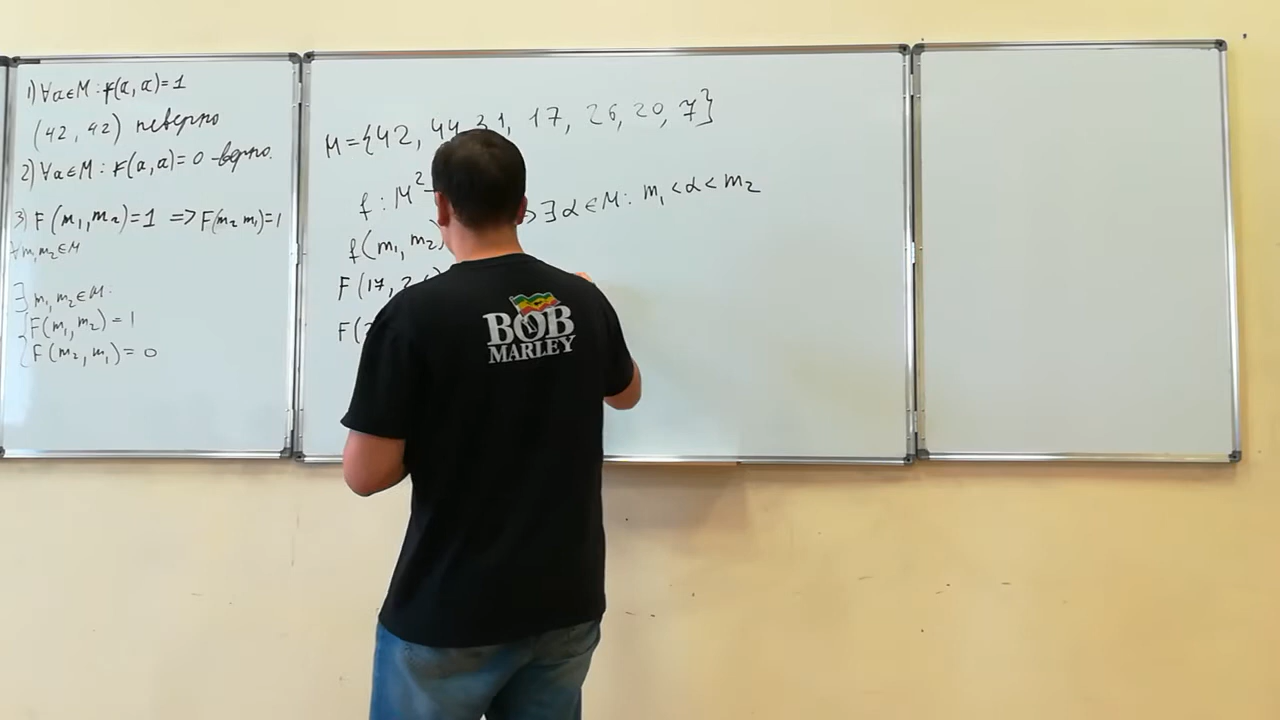 1) ∀a∈M: F(a, a)=1
(42, 42) неверно
2) ∀a∈M: F(a, a)=0 -верно.
3) F(m₁, m₂)=1 => F(m₂ m₁)=1
∀m₁m₂∈M
∃ m₁, m₂∈M.
{F(m₁, m₂)=1
F(m₂, m₁)=0
M={42, 44 31, 17, 26, 20, 7}
f: M²
∃ α∈M: m₁<α<m₂
f(m₁, m₂)
F(17, 2
F(
BOB
MARLEY